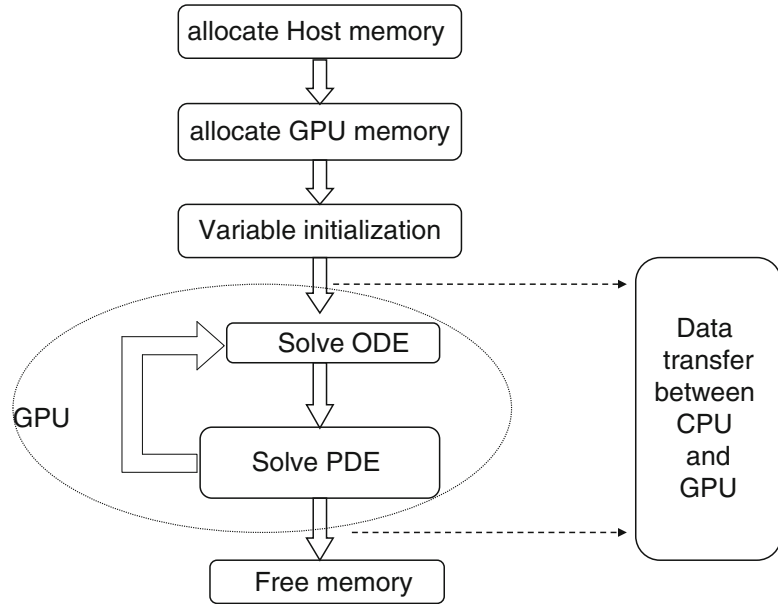 allocate Host memory
allocate GPU memory
Variable initialization
Solve ODE
GPU
Solve PDE
Free memory
Data
transfer
between
CPU
and
GPU